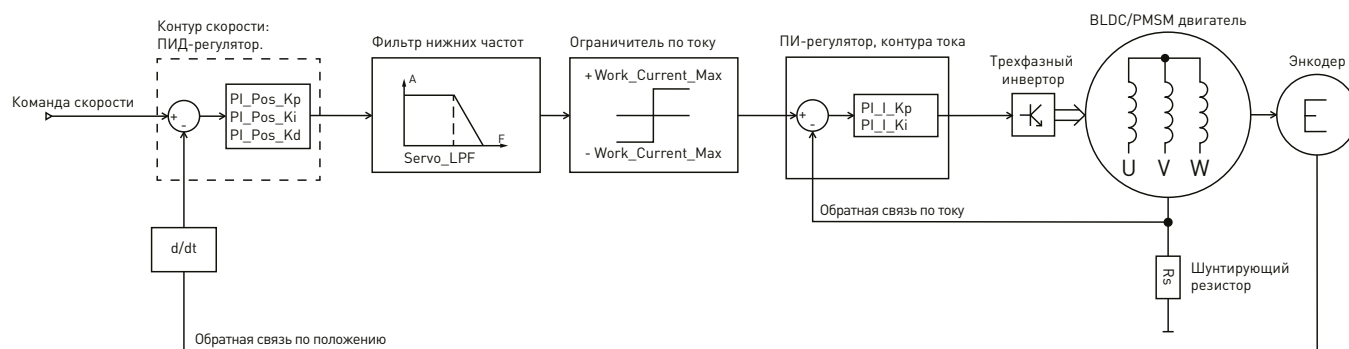 Контур скорости:
ПИД-регулятор.
Команда скорости
+
-
PI_Pos_Kp
PI_Pos_Ki
PI_Pos_Kd
d/dt
Обратная связь по положению
Фильтр нижних частот
A
F
Servo_LPF
Ограничитель по току
+Work_Current_Max
- Work_Current_Max
ПИ-регулятор, контура тока
+
-
PI_I_Kp
PI_I_Ki
Обратная связь по току
Трехфазный
инвертор
BLDC/PMSM двигатель
U V W
Rs
Шунтирующий
резистор
Энкодер
E